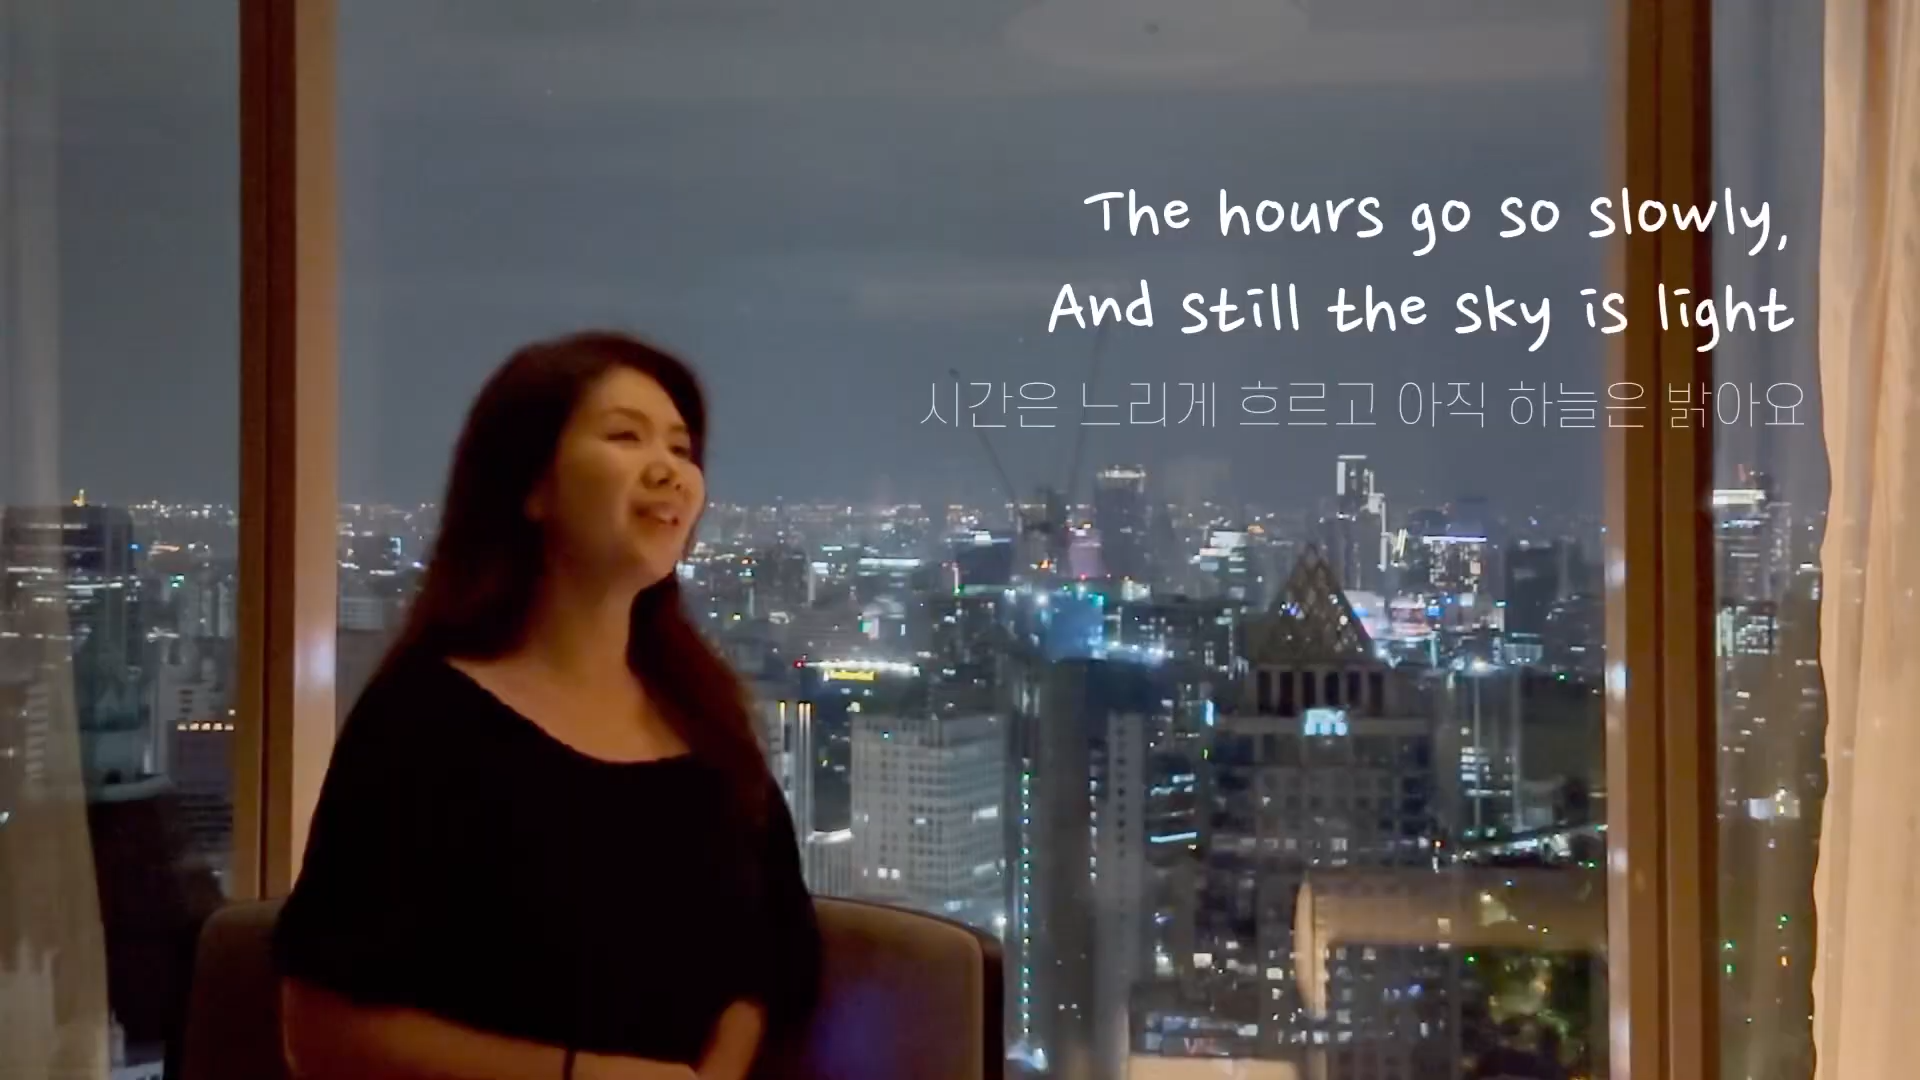 The hours go so slowly,
And still the sky is light
시간은 느리게 흐르고 아직 하늘은 밝아요